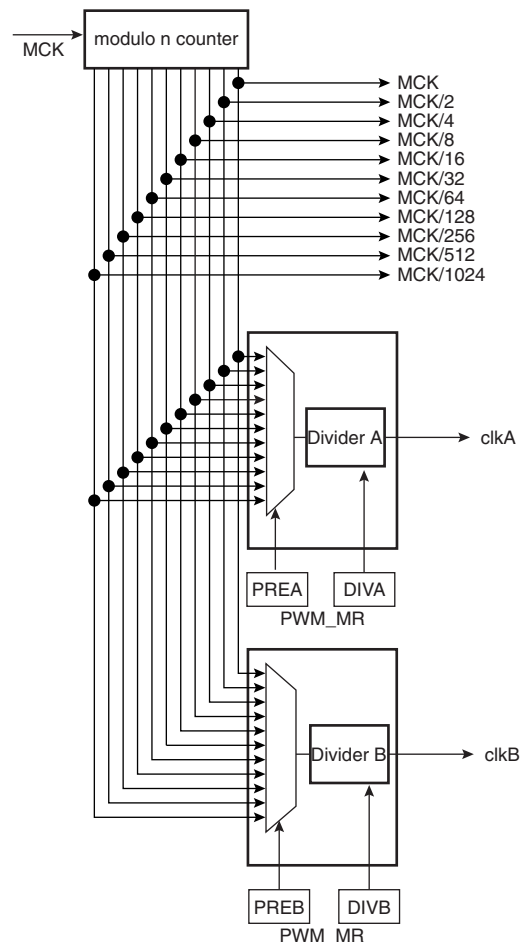 modulo n counter
MCK
MCK
MCK/2
MCK/4
MCK/8
MCK/16
MCK/32
MCK/64
MCK/128
MCK/256
MCK/512
MCK/1024
Divider A
clkA
PREA
DIVA
PWM_MR
Divider B
clkB
PREB
DIVB
PWM_MR